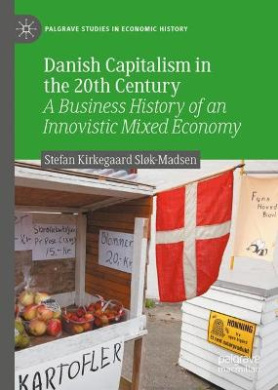 PALGRAVE STUDIES IN ECONOMIC HISTORY
Danish Capitalism in
the 20th Century
A Business History of an
Innovistic Mixed Economy
Stefan Kirkegaard Sløk-Madsen
15,-
Blommer
20,-
KARTOFLER
HONNING
palgrave
macmillan